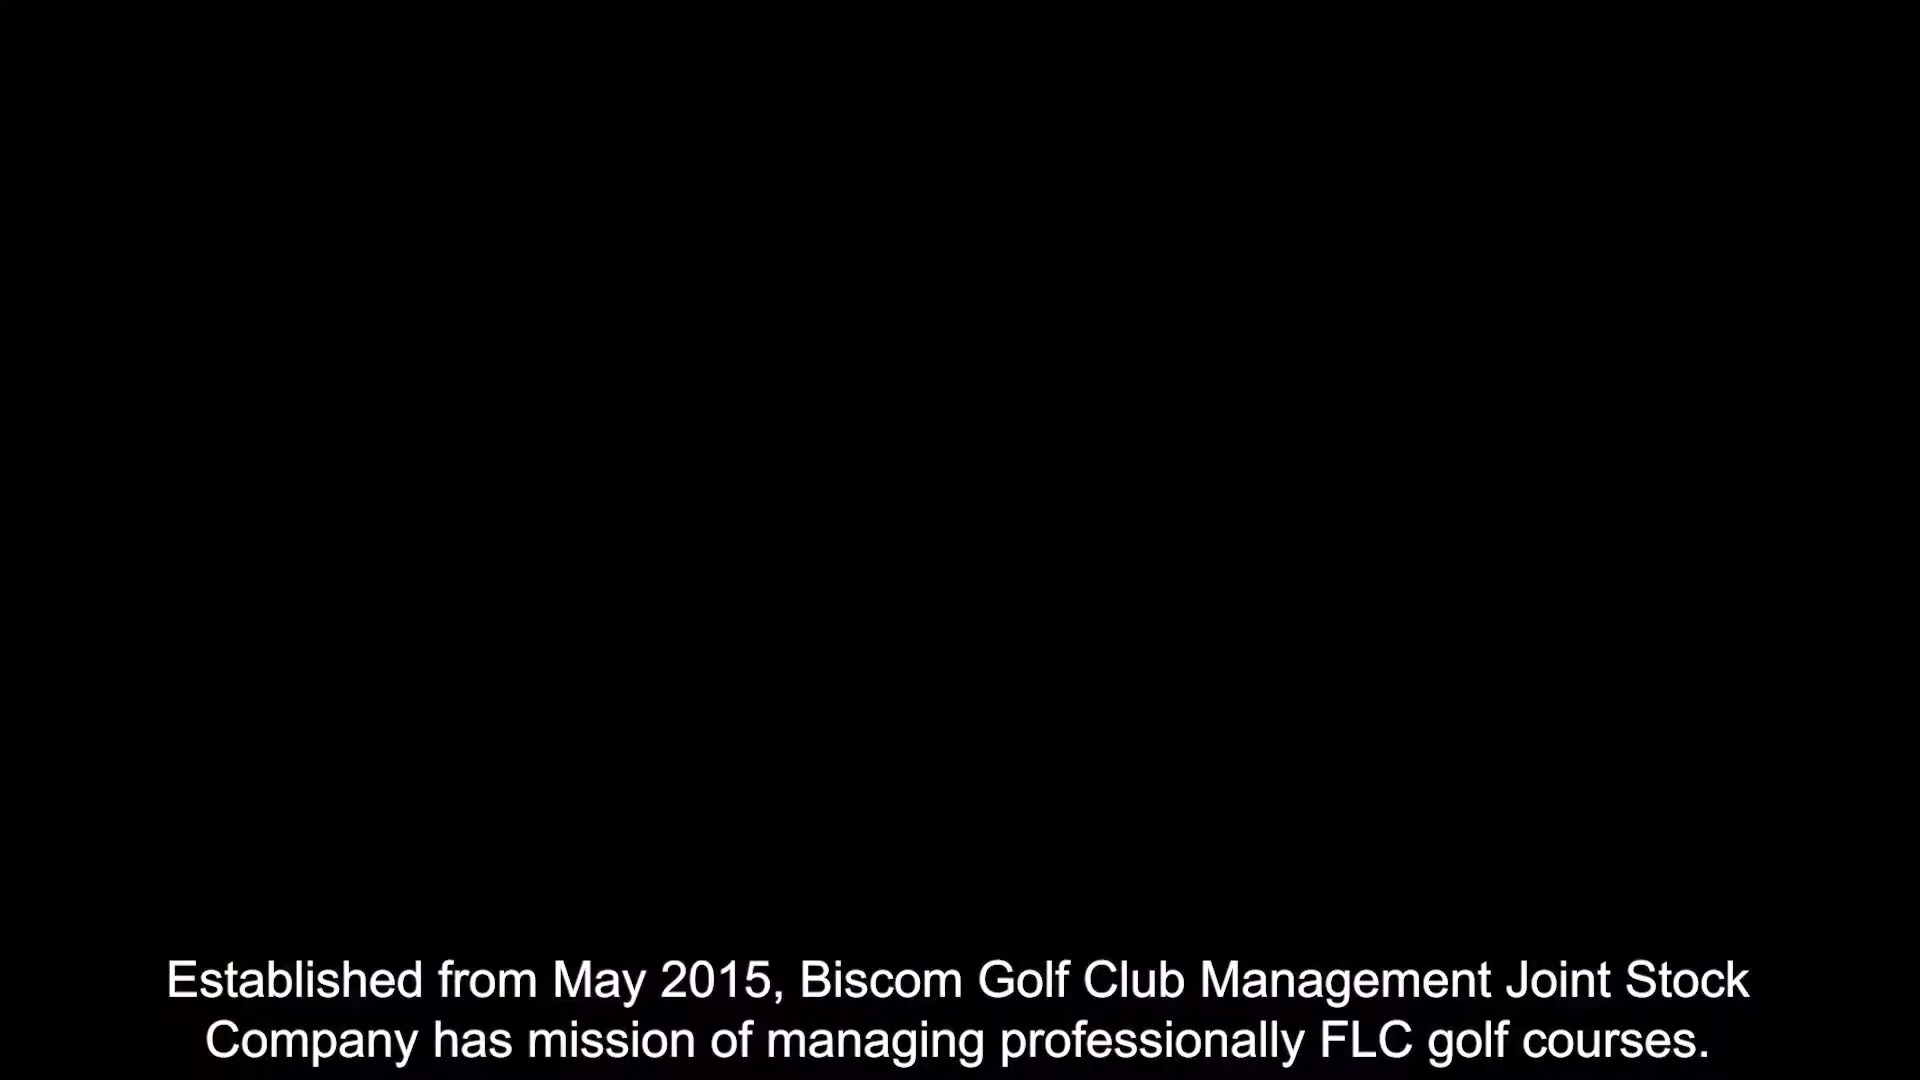 Established from May 2015, Biscom Golf Club Management Joint Stock
Company has mission of managing professionally FLC golf courses.